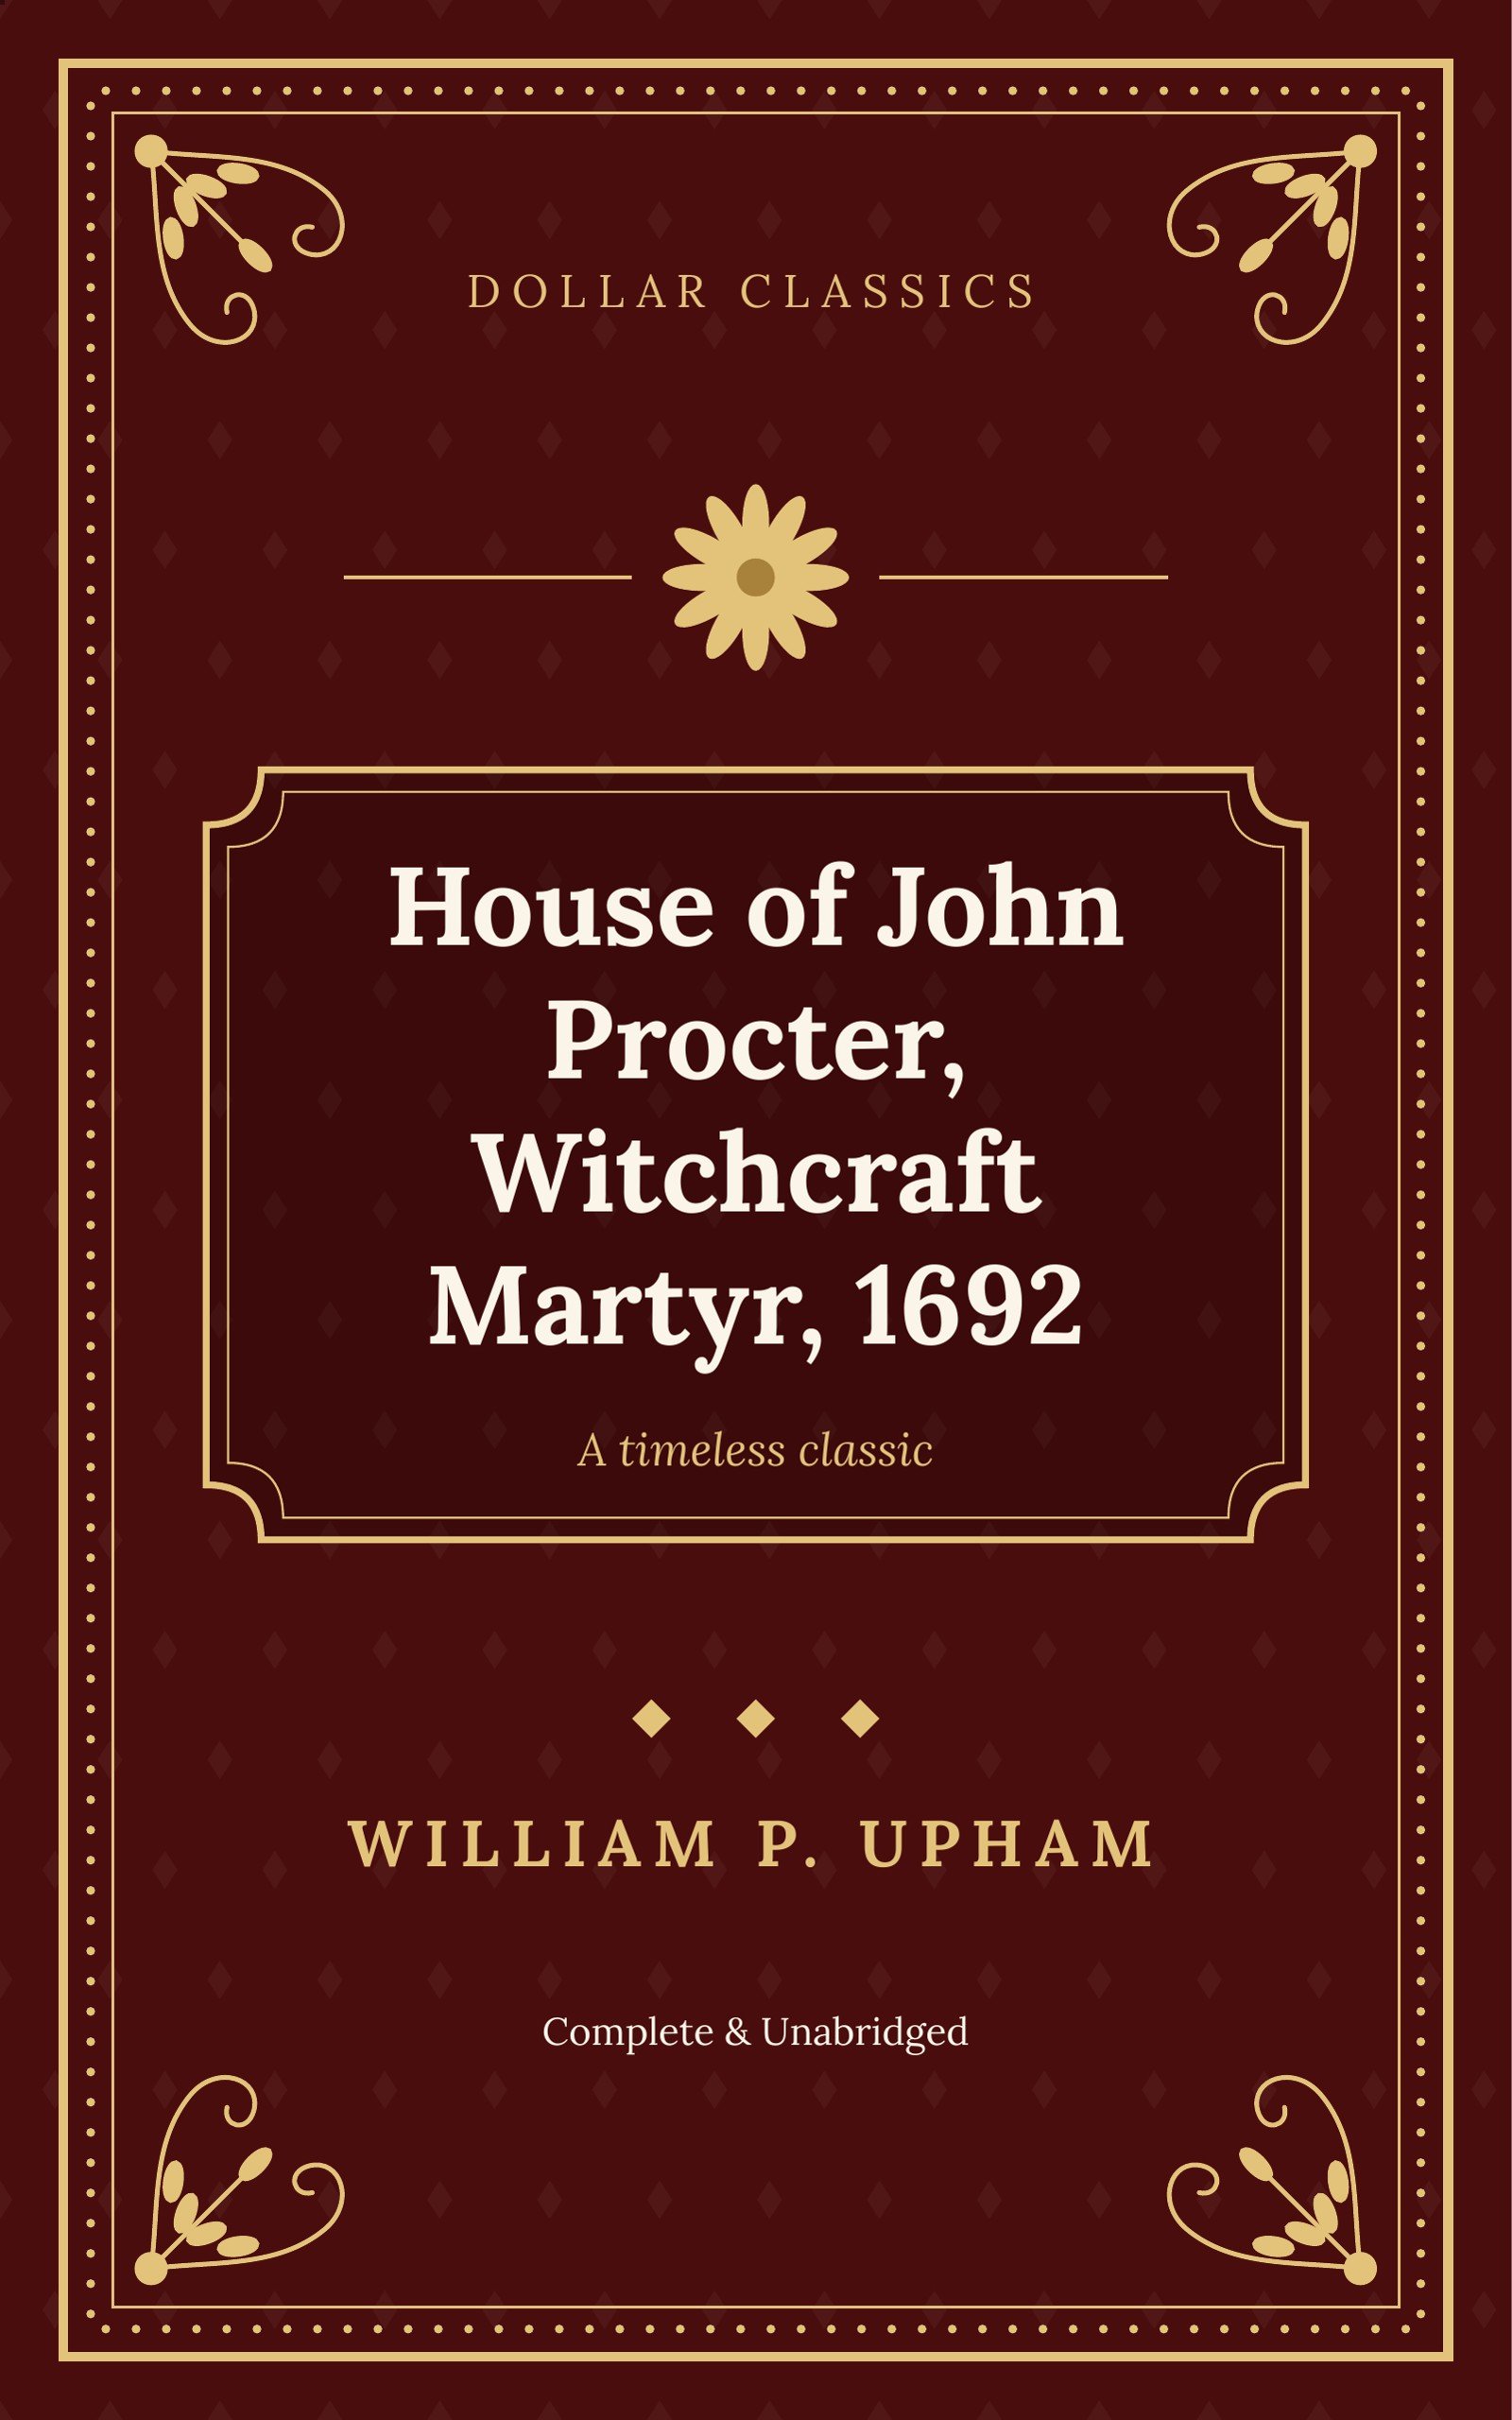 DOLLAR CLASSICS
House of John
Procter,
Witchcraft
Martyr, 1692
A timeless classic
WILLIAM P. UPHAM
Complete & Unabridged